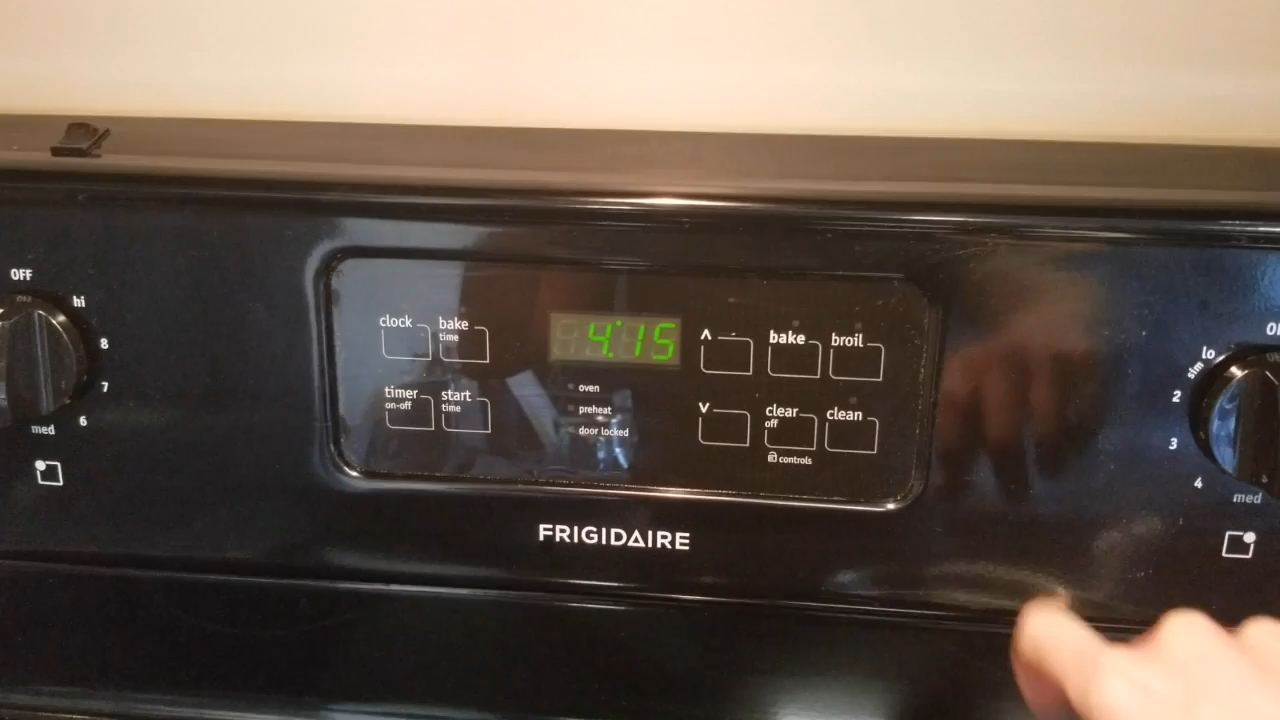 OFF
hi
8
7
6
med
clock
bake
time
timer
on-off
start
time
4:15
oven
preheat
door locked
^
bake
broil
v
clear
off
clean
controls
FRIGIDAIRE
lo
sim
2
3
4
med